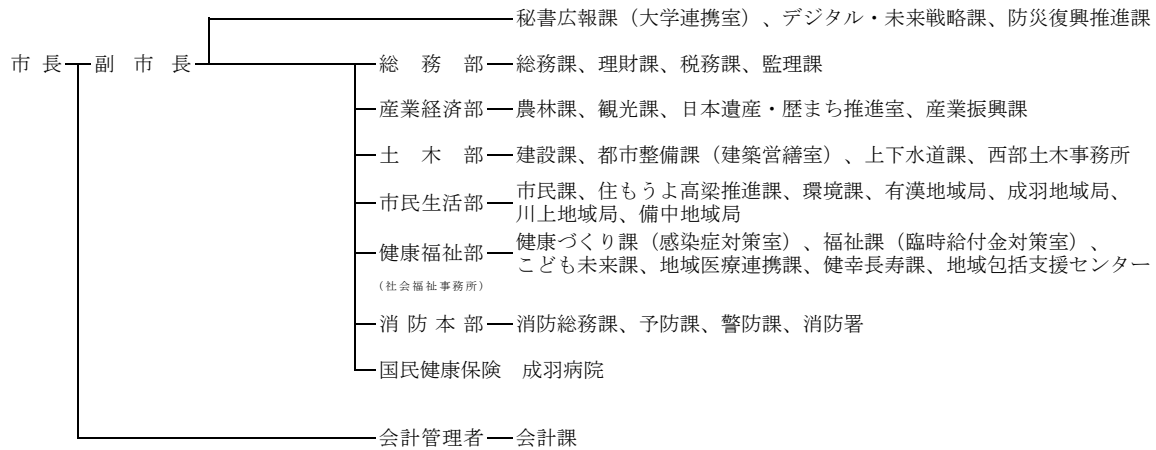 秘書広報課（大学連携室）、デジタル・未来戦略課、防災復興推進課
市長 副市長 総務部 総務課、理財課、税務課、監理課
産業経済部 農林課、観光課、日本遺産・歴まち推進室、産業振興課
土木部 建設課、都市整備課（建築営繕室）、上下水道課、西部土木事務所
市民生活部 市民課、住もうよ高梁推進課、環境課、有漢地域局、成羽地域局、
川上地域局、備中地域局
健康福祉部 健康づくり課（感染症対策室）、福祉課（臨時給付金対策室）、
こども未来課、地域医療連携課、健幸長寿課、地域包括支援センター
（社会福祉事務所）
消防本部 消防総務課、予防課、警防課、消防署
国民健康保険　成羽病院
会計管理者 会計課